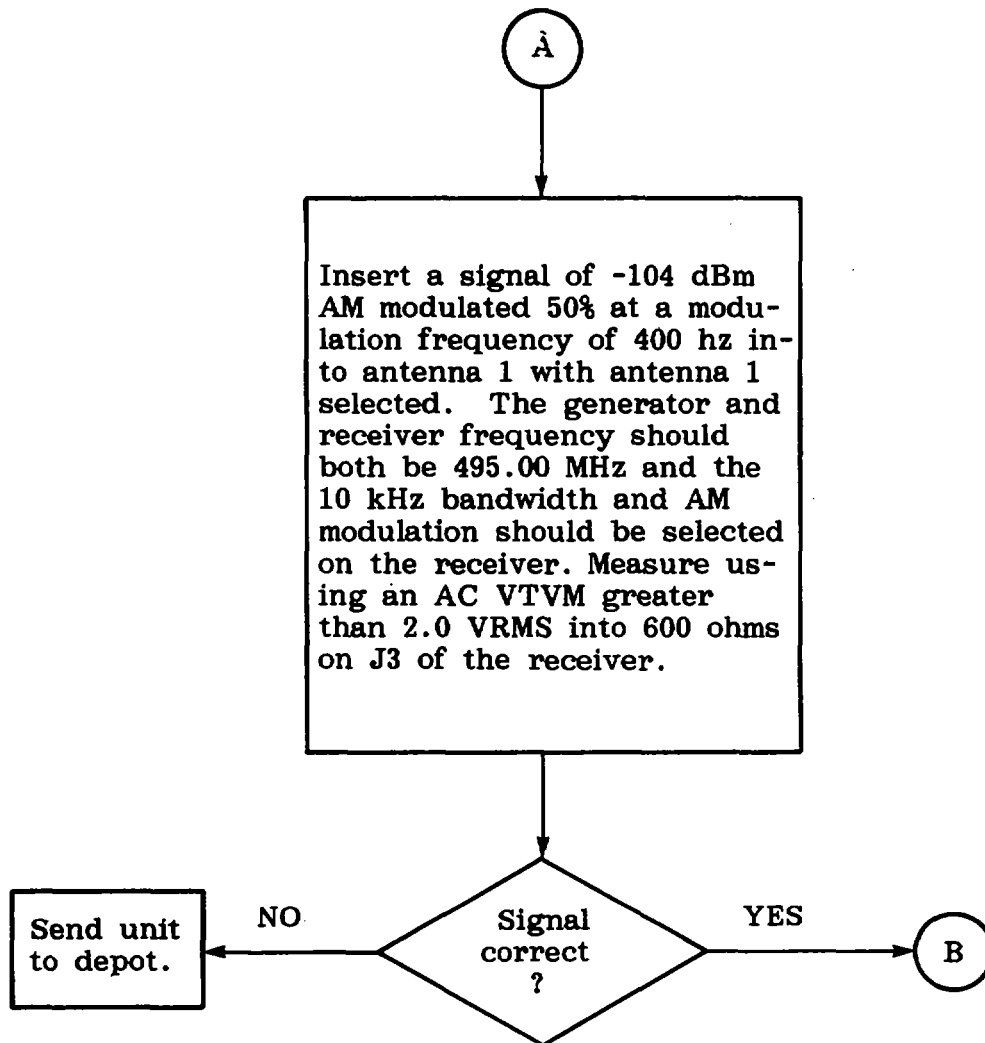 A
Insert a signal of -104 dBm
AM modulated 50% at a modu-
lation frequency of 400 hz in-
to antenna 1 with antenna 1
selected. The generator and
receiver frequency should
both be 495.00 MHz and the
10 kHz bandwidth and AM
modulation should be selected
on the receiver. Measure us-
ing an AC VTVM greater
than 2.0 VRMS into 600 ohms
on J3 of the receiver.
NO
Signal
correct
?
YES
Send unit
to depot.
B